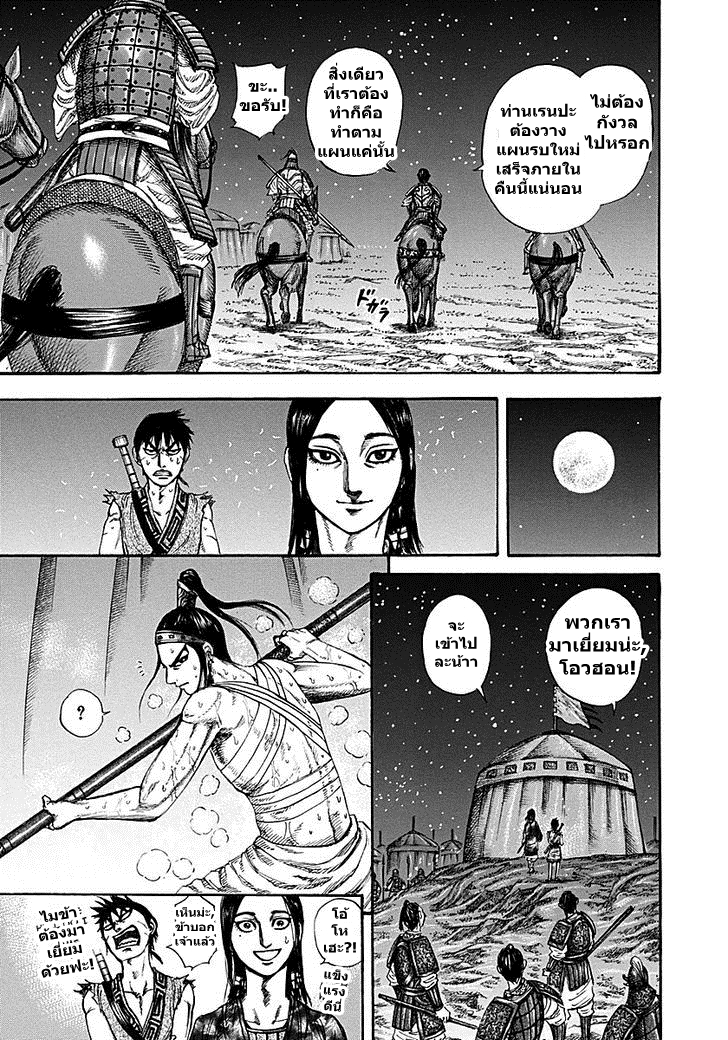 ไม่ต้อง
กังวล
ไปหรอก
ท่านเรนปะ
ต้องวาง
แผนรบใหม่
เสร็จภายใน
คืนนี้แน่นอน
สิ่งเดียว
ที่เราต้อง
ทำก็คือ
ทำตาม
แผนแค่นั้น
ขะ..
ขอรับ!
ドガラ
พวกเรา
มาเยี่ยมน่ะ,
โอวฮอน!
จะ
เข้าไป
ละน้าา
?
โอ้
โห
เฮะ?!
แข็ง
แรง
ดีนี่
เห็นม่ะ,
ข้าบอก
เจ้าแล้ว
ไมข้า
ต้องมา
เยี่ยม
ด้วยฟะ!